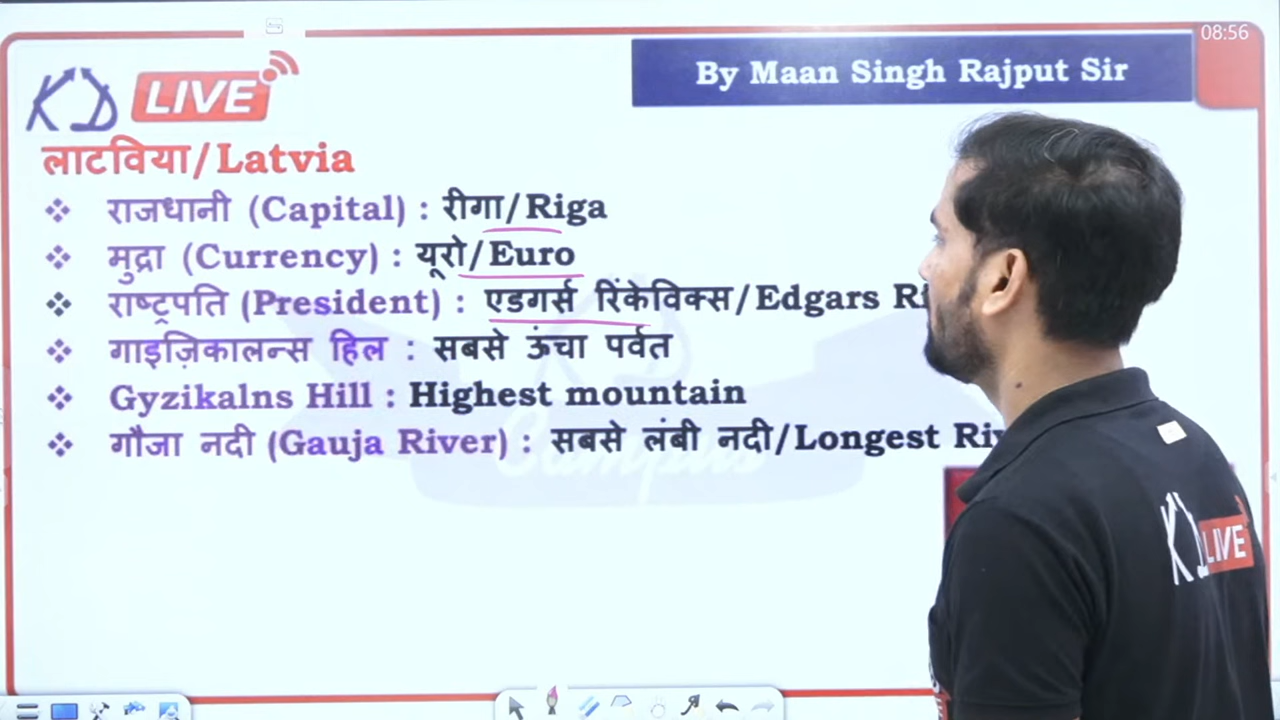 08:56
KD LIVE
By Maan Singh Rajput Sir
लाटविया/Latvia
❖ राजधानी (Capital) : रीगा/Riga
❖ मुद्रा (Currency) : यूरो/Euro
❖ राष्ट्रपति (President) : एडगर्स रिंकेविक्स/Edgars
❖ गाइज़िकालन्स हिल : सबसे ऊंचा पर्वत
❖ Gyzikalns Hill : Highest mountain
❖ गौजा नदी (Gauja River) : सबसे लंबी नदी/Longest
Campus
KD LIVE